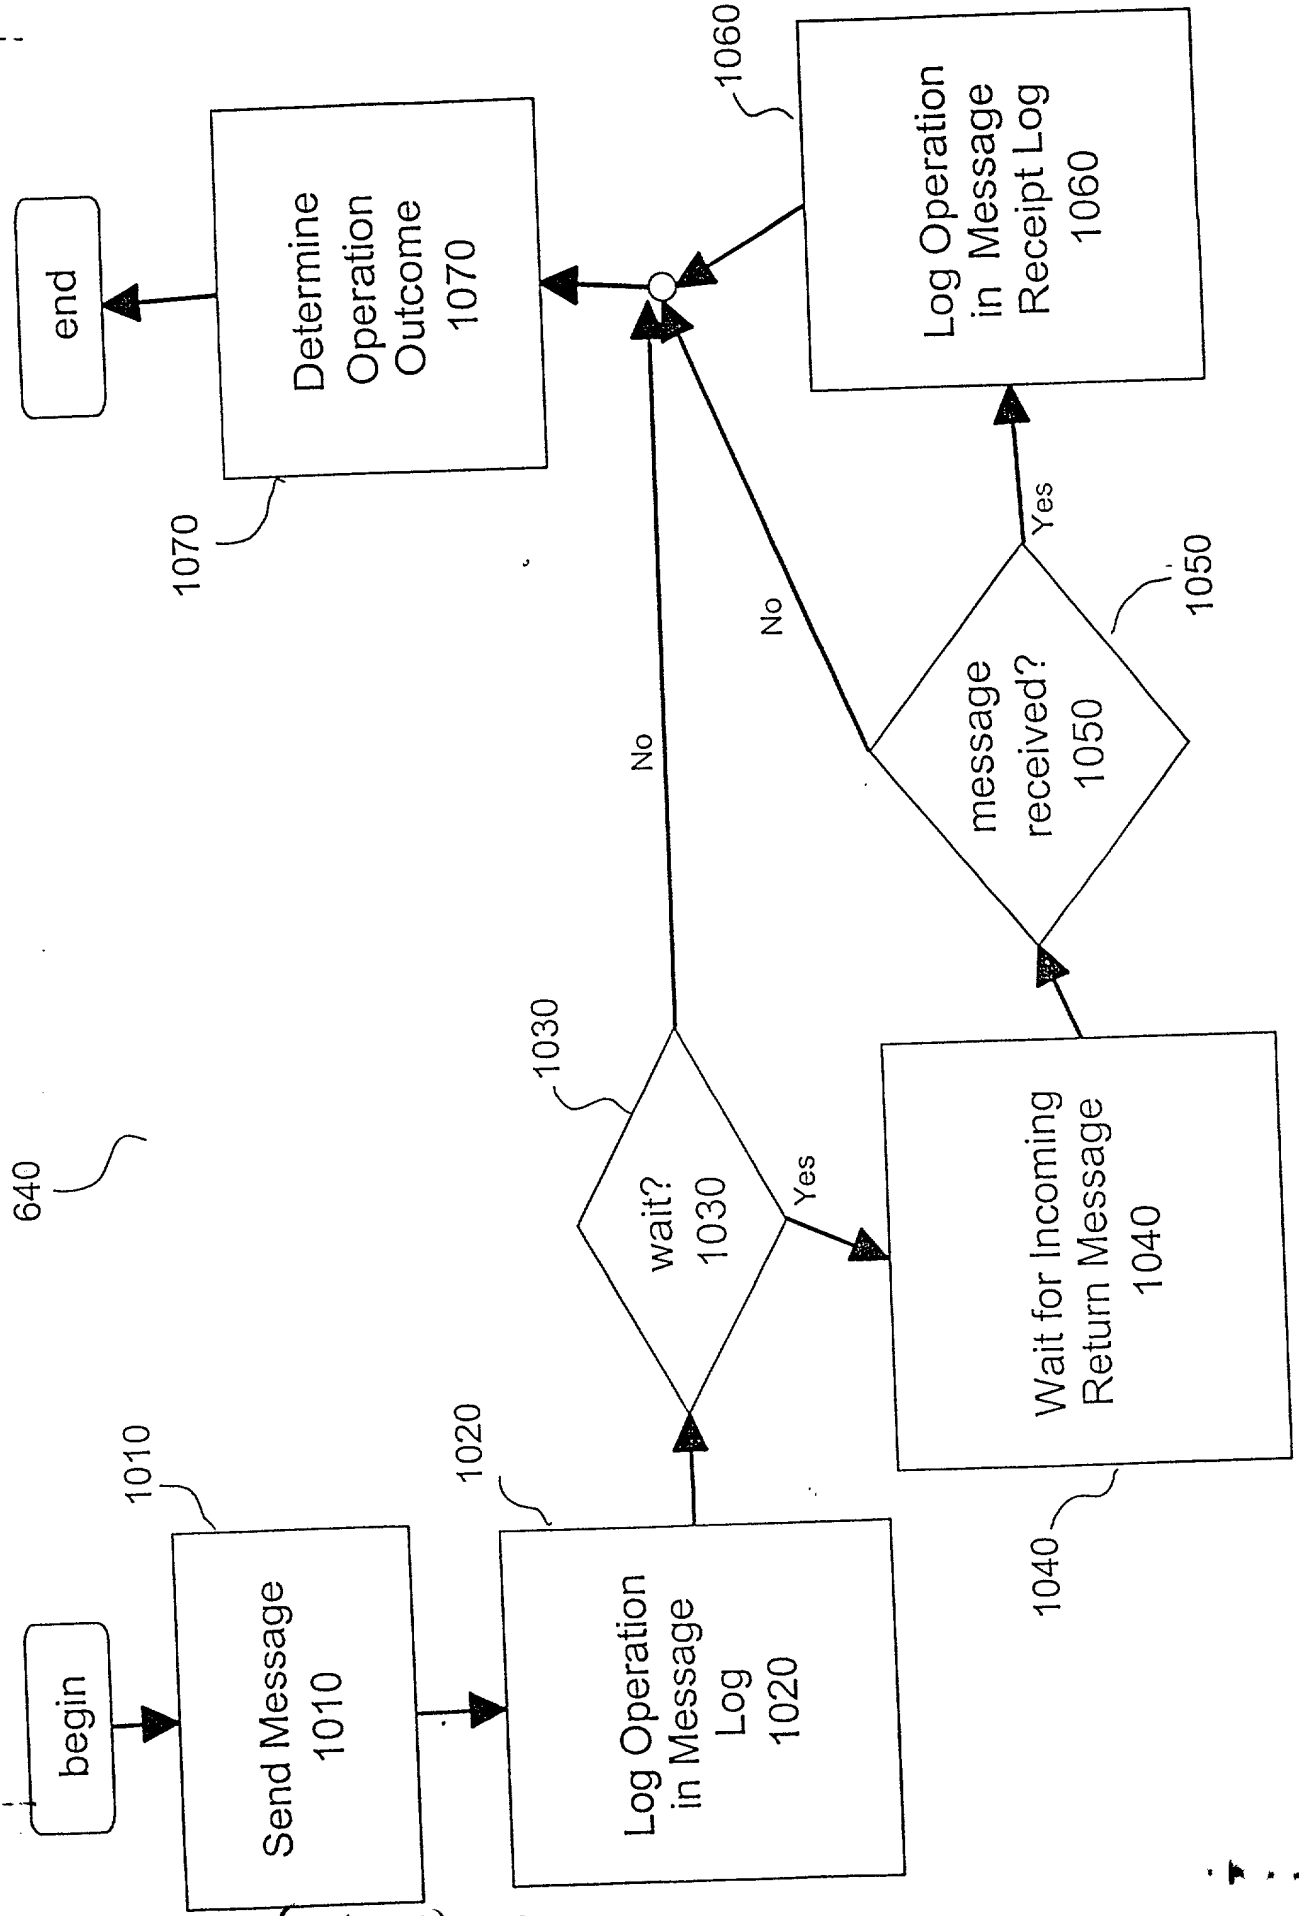 640
begin
1010
Send Message
1010
1020
Log Operation
in Message
Log
1020
1030
wait?
1030
No
Yes
1040
Wait for Incoming
Return Message
1040
1050
message
received?
1050
No
Yes
1060
Log Operation
in Message
Receipt Log
1060
1070
Determine
Operation
Outcome
1070
end